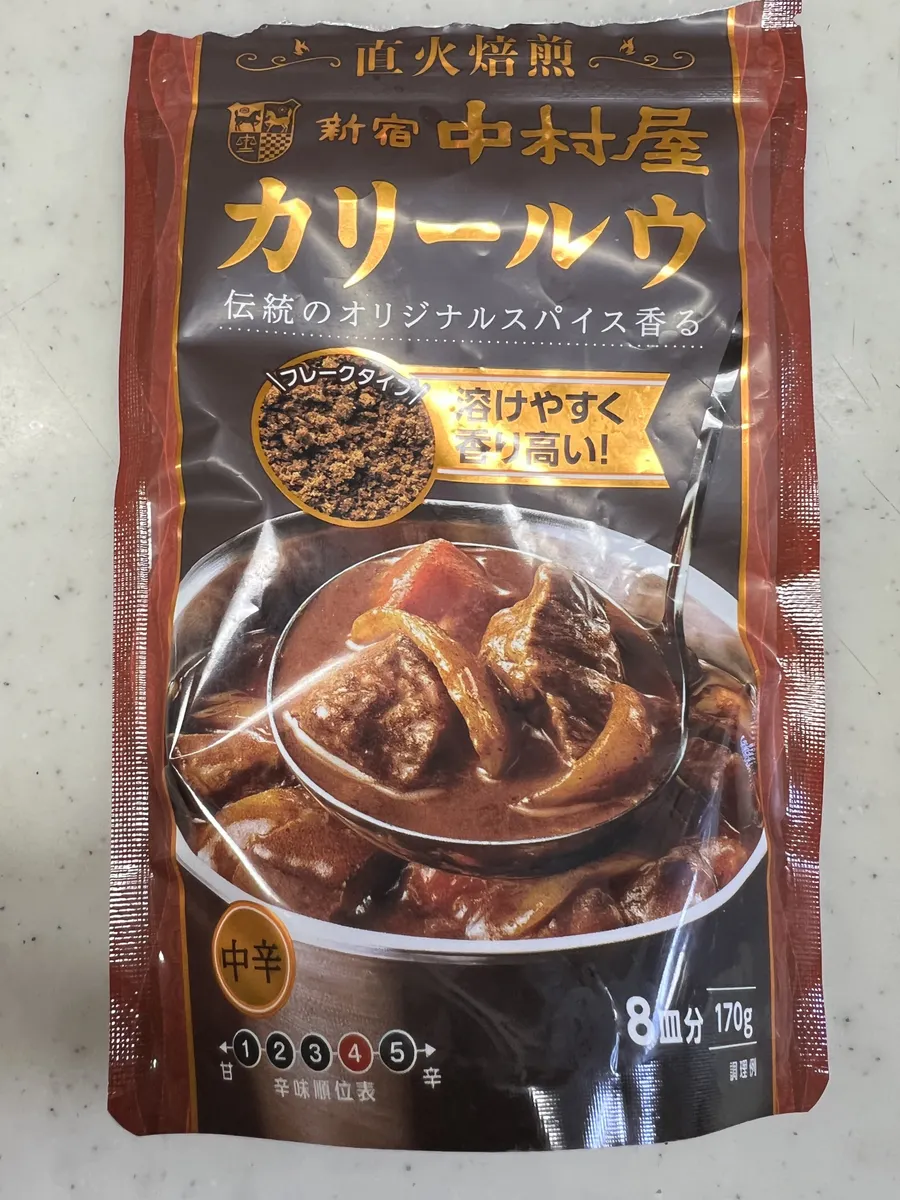 直火焙煎
新宿 中村屋
カリールウ
伝統のオリジナルスパイス香る
\フレークタイプ/
溶けやすく
香り高い!
中辛
8皿分 170g
調理例
1 2 3 4 5
甘 辛
辛味順位表